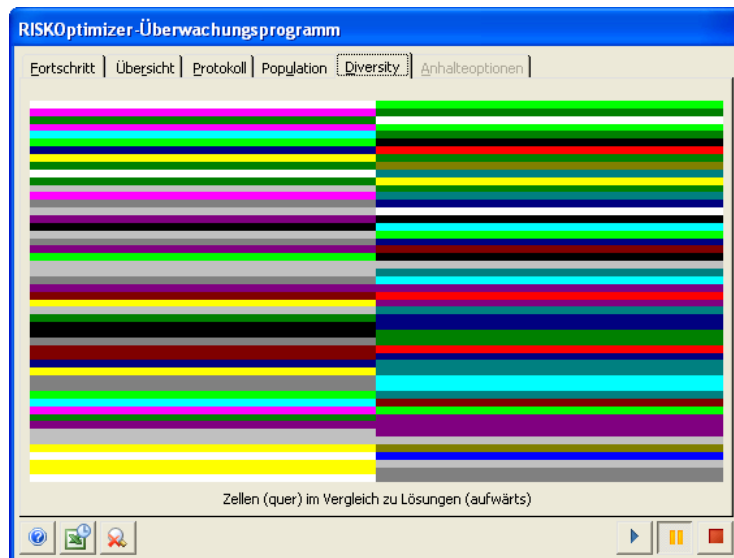 RISKOptimizer-Überwachungsprogramm
Fortschritt Übersicht Protokoll Population Diversity Anhalteoptionen
Zellen (quer) im Vergleich zu Lösungen (aufwärts)